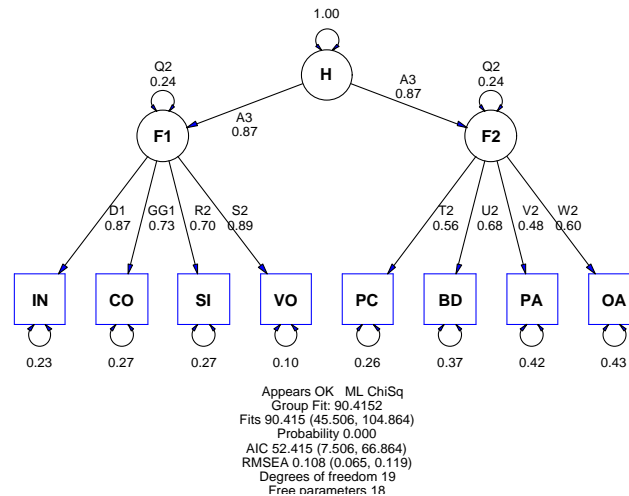 1.00
H
Q2
0.24
Q2
0.24
A3
0.87
A3
0.87
F1
F2
D1
0.87
GG1
0.73
R2
0.70
S2
0.89
T2
0.56
U2
0.68
V2
0.48
W2
0.60
IN
CO
SI
VO
PC
BD
PA
OA
0.23
0.27
0.27
0.10
0.26
0.37
0.42
0.43
Appears OK ML ChiSq
Group Fit: 90.4152
Fits 90.415 (45.506, 104.864)
Probability 0.000
AIC 52.415 (7.506, 66.864)
RMSEA 0.108 (0.065, 0.119)
Degrees of freedom 19
Free parameters 18